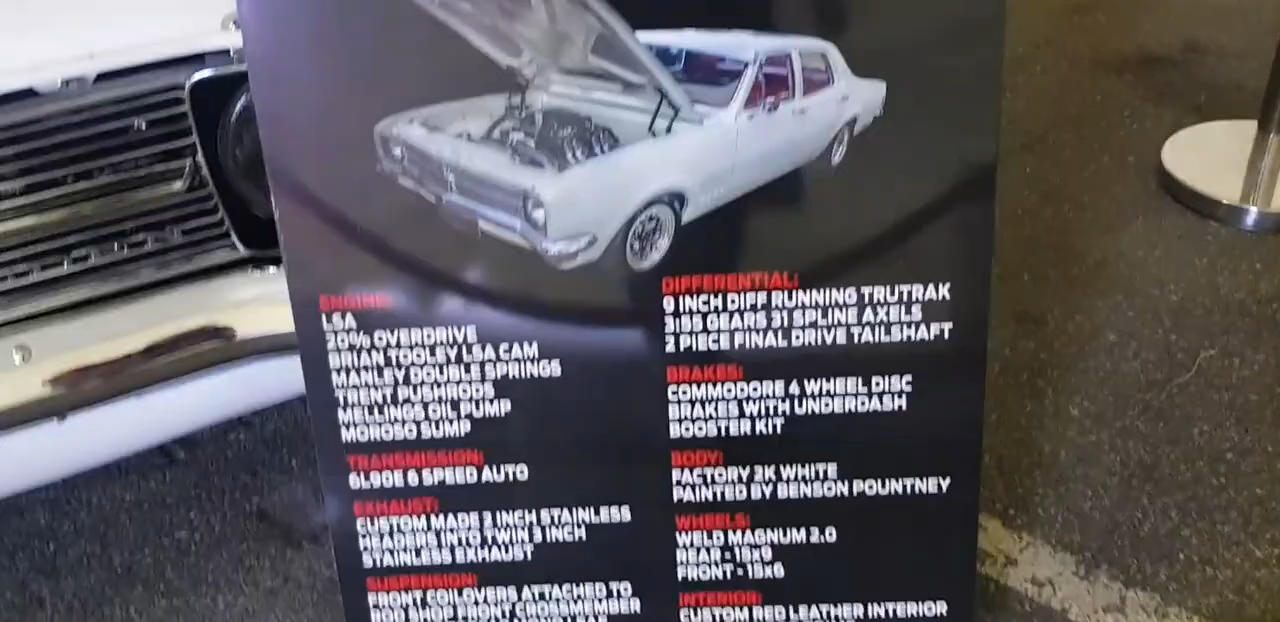 ENGINE:
LSA
20% OVERDRIVE
BRIAN TOOLEY LSA CAM
MANLEY DOUBLE SPRINGS
TRENT PUSHRODS
MELLINGS OIL PUMP
MOROSO SUMP
TRANSMISSION:
6L90E 6 SPEED AUTO
EXHAUST:
CUSTOM MADE 2 INCH STAINLESS
HEADERS INTO TWIN 3 INCH
STAINLESS EXHAUST
SUSPENSION:
FRONT COILOVERS ATTACHED TO
ROD SHOP FRONT CROSSMEMBER
DIFFERENTIAL:
9 INCH DIFF RUNNING TRUTRAK
3:55 GEARS 31 SPLINE AXELS
2 PIECE FINAL DRIVE TAILSHAFT
BRAKES:
COMMODORE 4 WHEEL DISC
BRAKES WITH UNDERDASH
BOOSTER KIT
BODY:
FACTORY 2K WHITE
PAINTED BY BENSON POUNTNEY
WHEELS:
WELD MAGNUM 2.0
REAR - 15x9
FRONT - 15x6
INTERIOR:
CUSTOM RED LEATHER INTERIOR